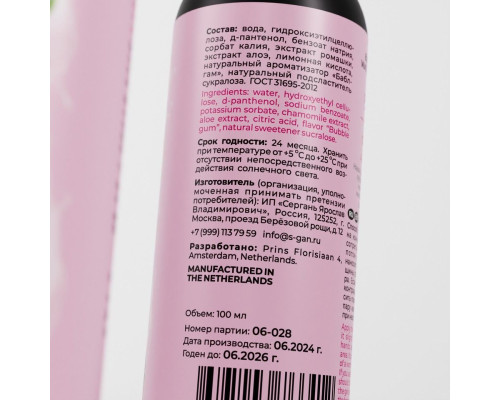 Состав: вода, гидроксиэтилцеллю-
лоза, д-пантенол, бензоат натрия,
сорбат калия, экстракт ромашки,
экстракт алоэ, лимонная кислота,
натуральный ароматизатор «Бабл-
гам», натуральный подсластитель
сукралоза. ГОСТ 31695-2012
Ingredients: water, hydroxyethyl cellu-
lose, d-panthenol, sodium benzoate,
potassium sorbate, chamomile extract,
aloe extract, citric acid, flavor "Bubble
gum", natural sweetener sucralose.
Срок годности: 24 месяца. Хранить
при температуре от +5 °С до +25 °С при
отсутствии непосредственного воз-
действия солнечного света.
Изготовитель (организация, уполно-
моченная принимать претензии
потребителей): ИП «Сергань Ярослав
Владимирович», Россия, 125252, г.
Москва, проезд Берёзовой рощи, д 12
+7 (999) 113 79 59 info@s-gan.ru
Разработано: Prins Florisiaan 4,
Amsterdam, Netherlands.
MANUFACTURED IN
THE NETHERLANDS
Объем: 100 мл
Номер партии: 06-028
Дата производства: 06.2024 г.
Годен до: 06.2026 г.